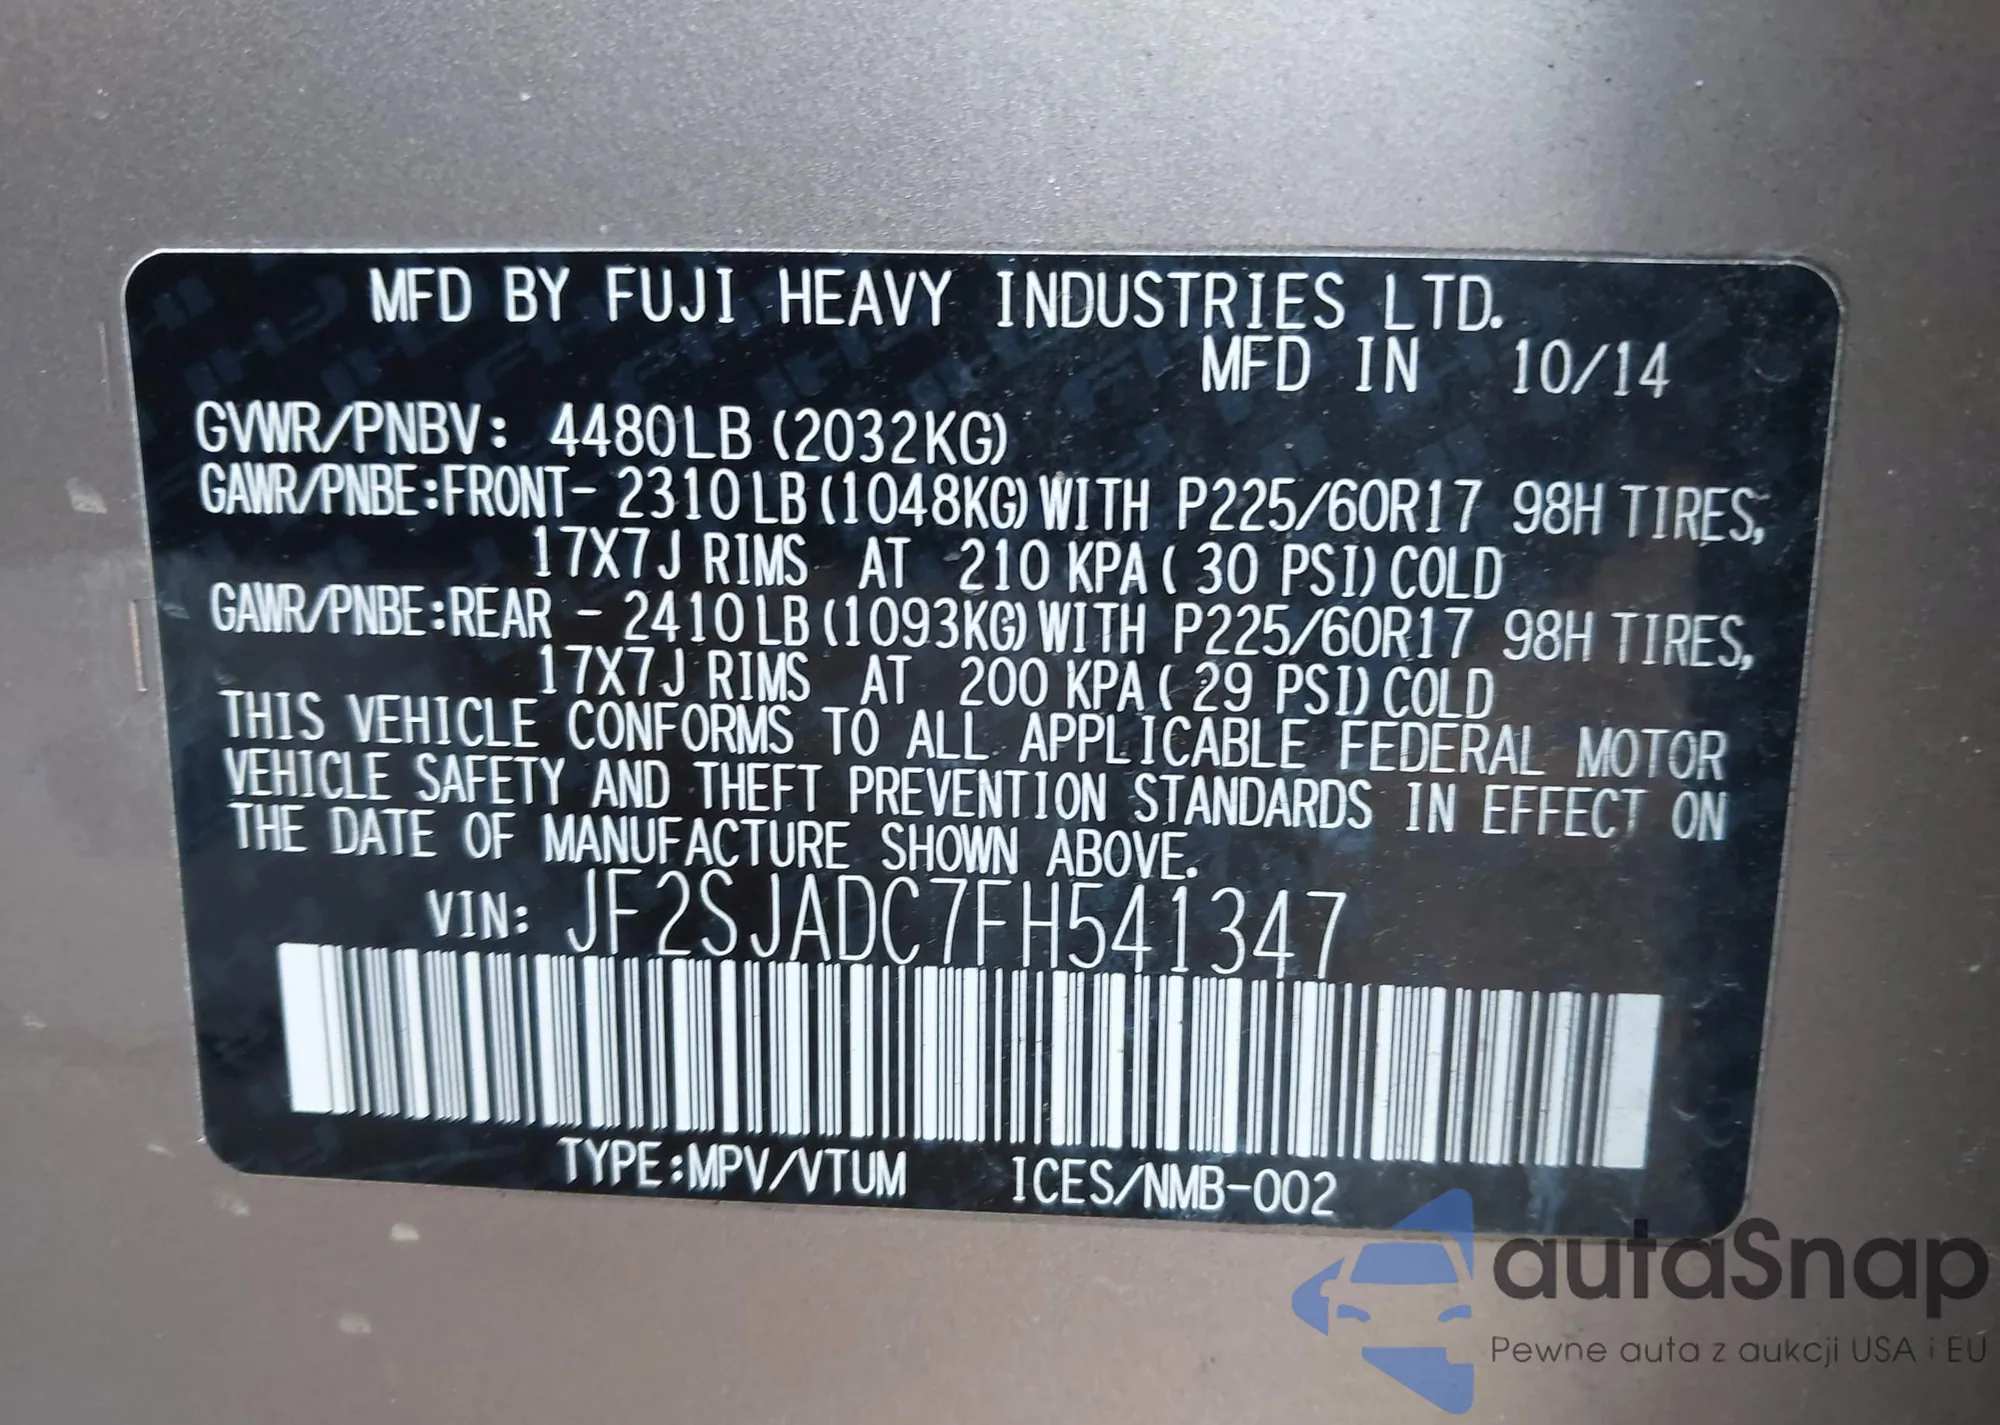 MFD BY FUJI HEAVY INDUSTRIES LTD.
MFD IN 10/14
GVWR/PNBV: 4480LB (2032KG)
GAWR/PNBE:FRONT- 2310LB (1048KG) WITH P225/60R17 98H TIRES,
17X7J RIMS AT 210 KPA ( 30 PSI) COLD
GAWR/PNBE:REAR - 2410LB (1093KG) WITH P225/60R17 98H TIRES,
17X7J RIMS AT 200 KPA ( 29 PSI) COLD
THIS VEHICLE CONFORMS TO ALL APPLICABLE FEDERAL MOTOR
VEHICLE SAFETY AND THEFT PREVENTION STANDARDS IN EFFECT ON
THE DATE OF MANUFACTURE SHOWN ABOVE.
VIN: JF2SJADC7FH541347
TYPE:MPV/VTUM ICES/NMB-002
autaSnap
Pewne auta z aukcji USA i EU